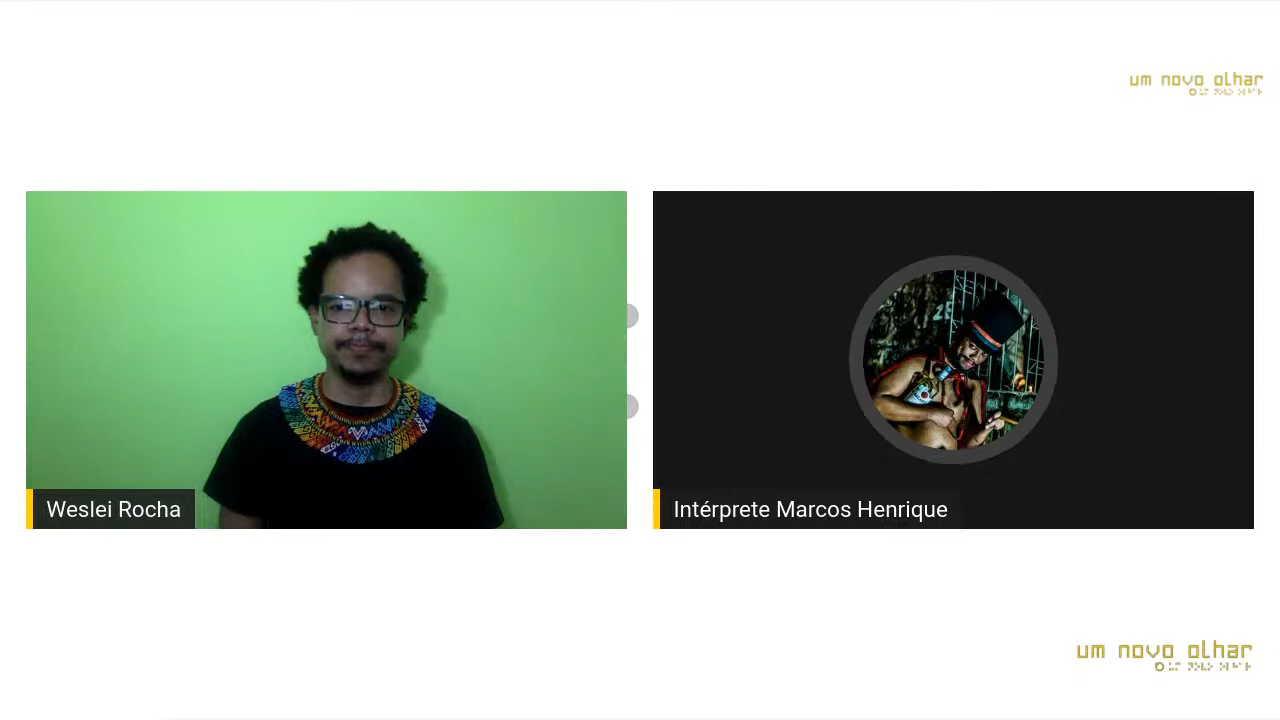 um novo olhar
Weslei Rocha
Intérprete Marcos Henrique
um novo olhar